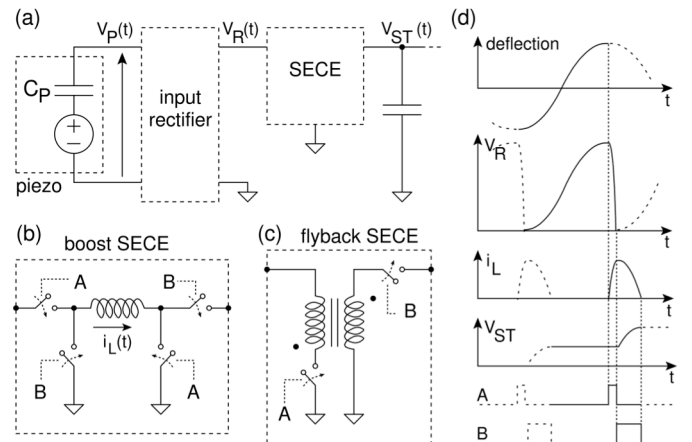 (a)
V_P(t)
V_R(t)
V_ST(t)
C_P
+
−
piezo
input
rectifier
SECE
(b)
boost SECE
A
B
i_L(t)
B
A
(c)
flyback SECE
B
A
(d)
deflection
t
V_R
t
i_L
t
V_ST
t
A
B